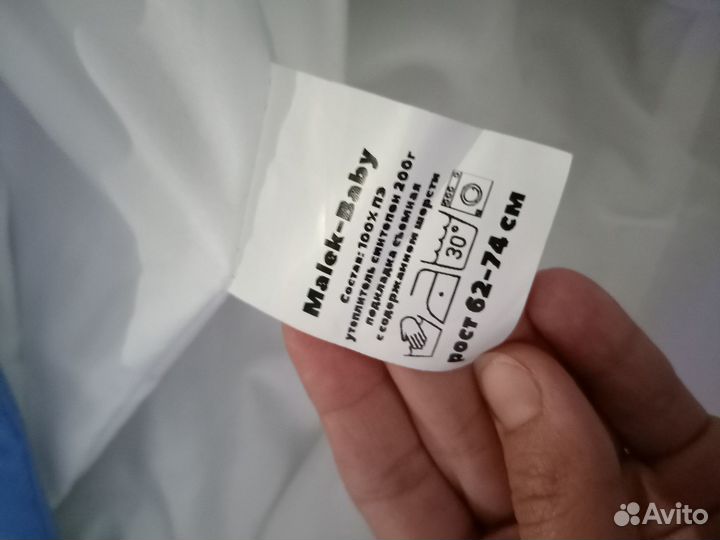 Malek-Baby
Состав: 100% ПЭ
утеплитель синтепон 200г
подкладка съемная
с содержанием шерсти
30°
рост 62-74 см
Avito